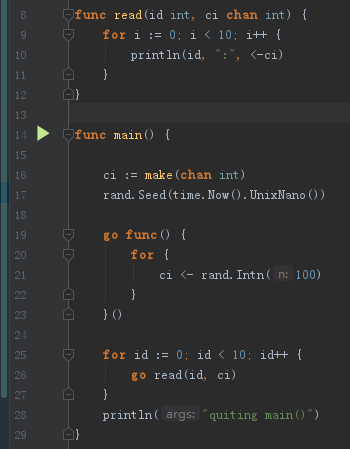 8 func read(id int, ci chan int) {
9 for i := 0; i < 10; i++ {
10 println(id, ":", <-ci)
11 }
12 }
13
14 func main() {
15
16 ci := make(chan int)
17 rand.Seed(time.Now().UnixNano())
18
19 go func() {
20 for {
21 ci <- rand.Intn( n: 100)
22 }
23 }()
24
25 for id := 0; id < 10; id++ {
26 go read(id, ci)
27 }
28 println( args: "quiting main()")
29 }